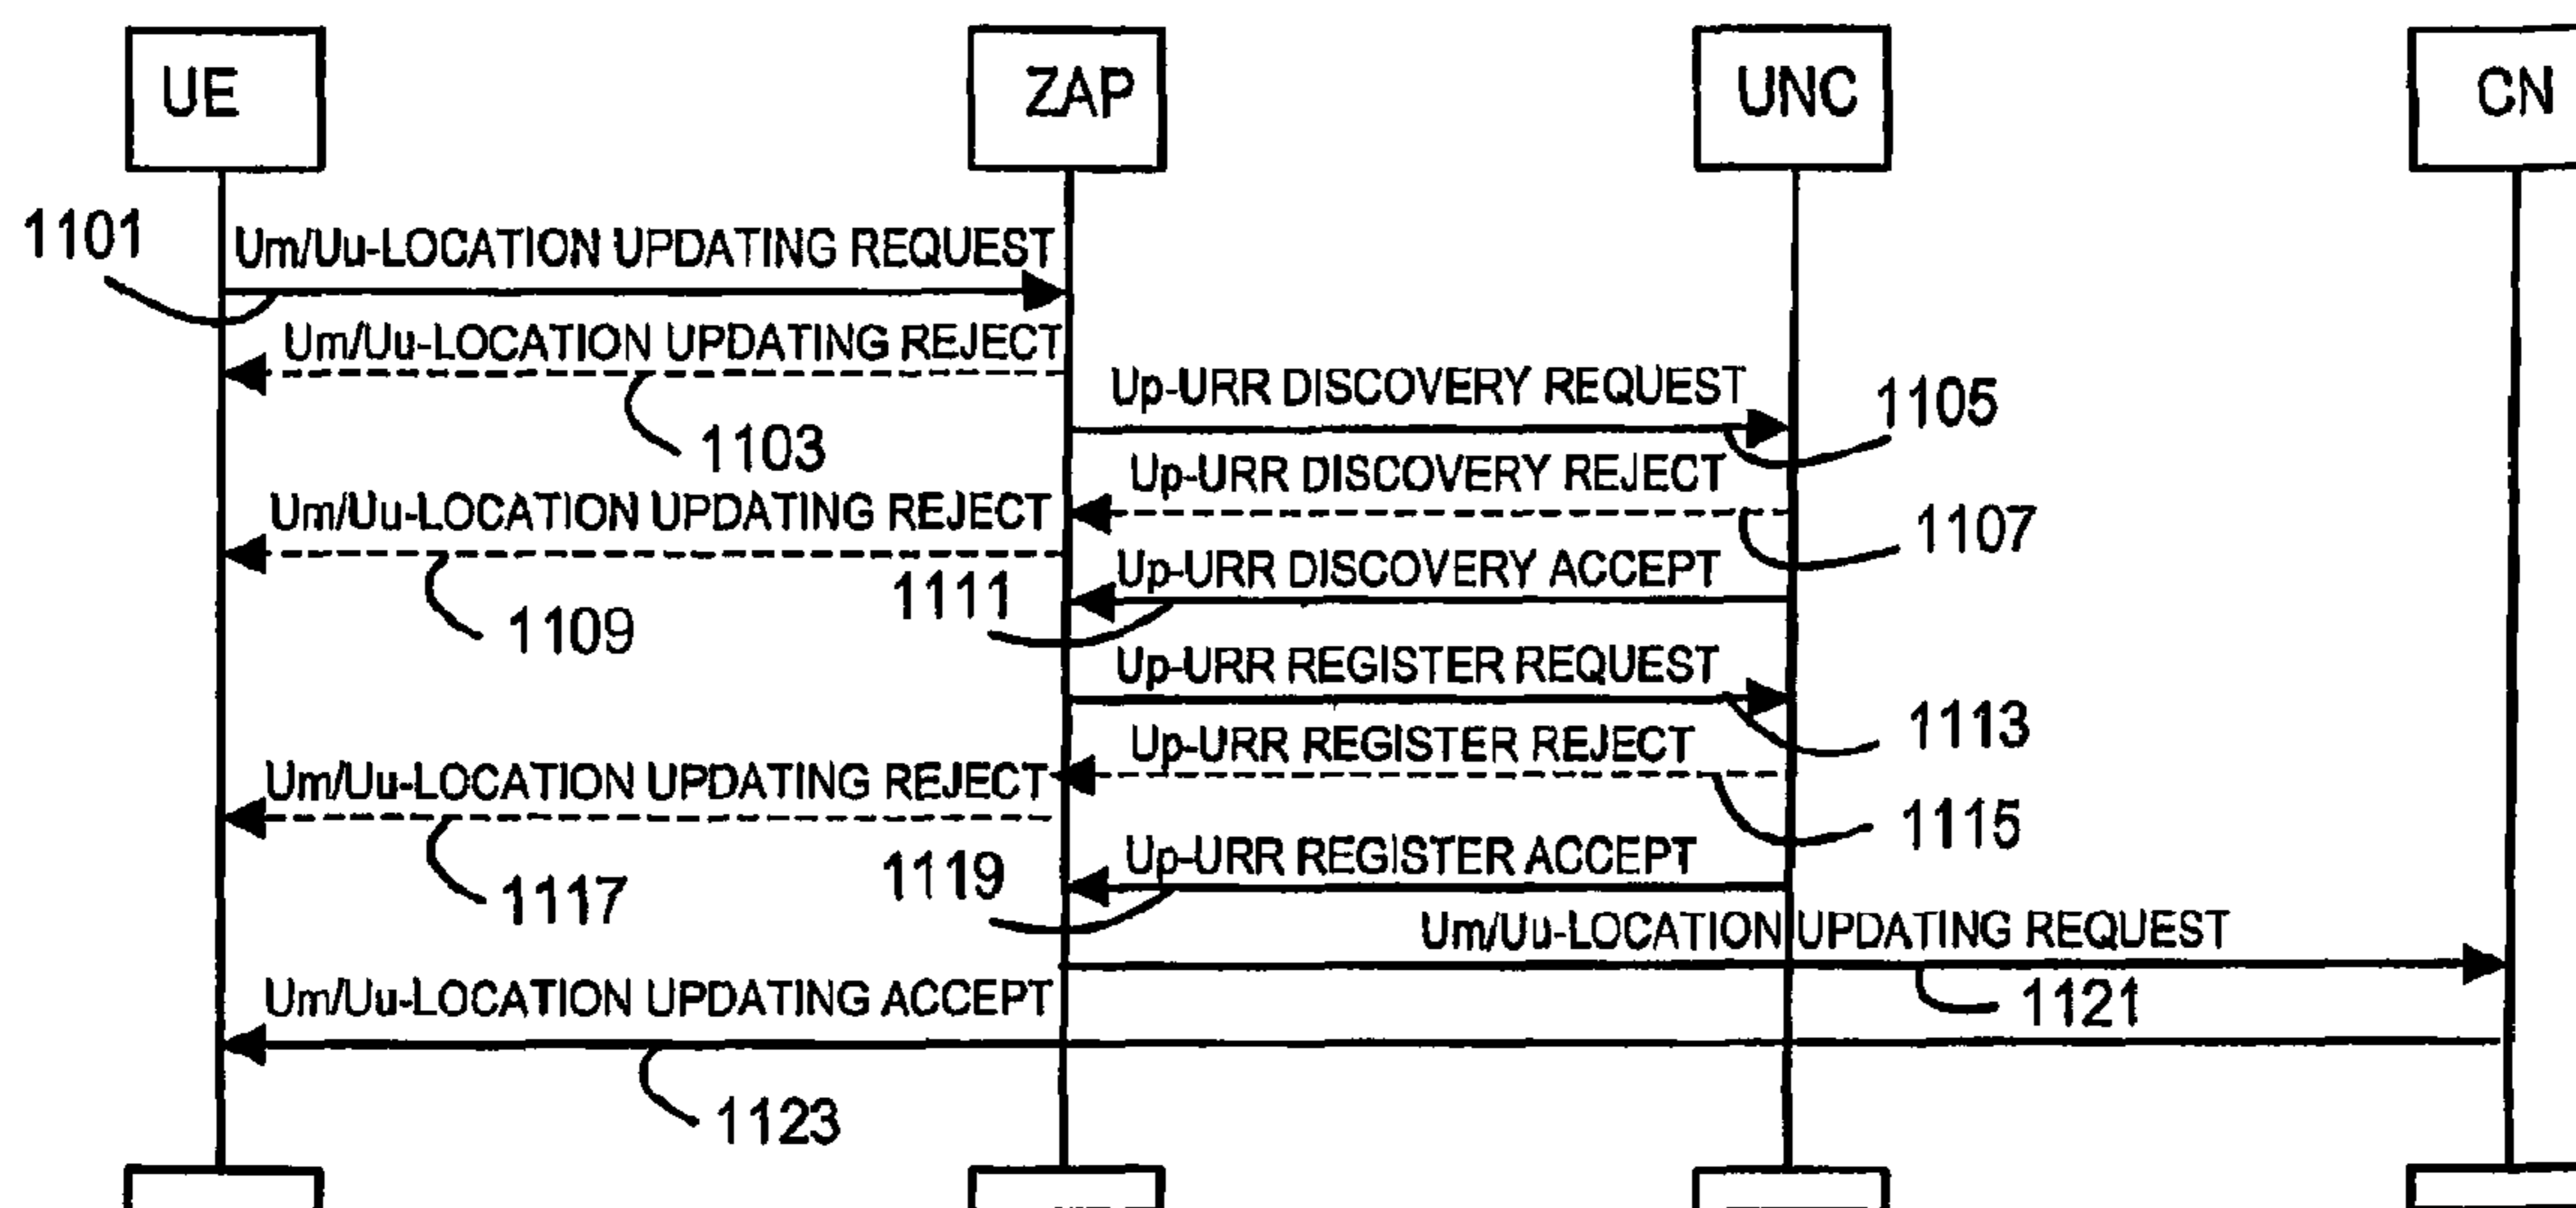 UE
ZAP
UNC
CN
1101
Um/Uu-LOCATION UPDATING REQUEST
Um/Uu-LOCATION UPDATING REJECT
1103
Up-URR DISCOVERY REQUEST
1105
Up-URR DISCOVERY REJECT
1107
Um/Uu-LOCATION UPDATING REJECT
1109
Up-URR DISCOVERY ACCEPT
1111
Up-URR REGISTER REQUEST
1113
Up-URR REGISTER REJECT
1115
Um/Uu-LOCATION UPDATING REJECT
1117
Up-URR REGISTER ACCEPT
1119
Um/Uu-LOCATION UPDATING REQUEST
1121
Um/Uu-LOCATION UPDATING ACCEPT
1123